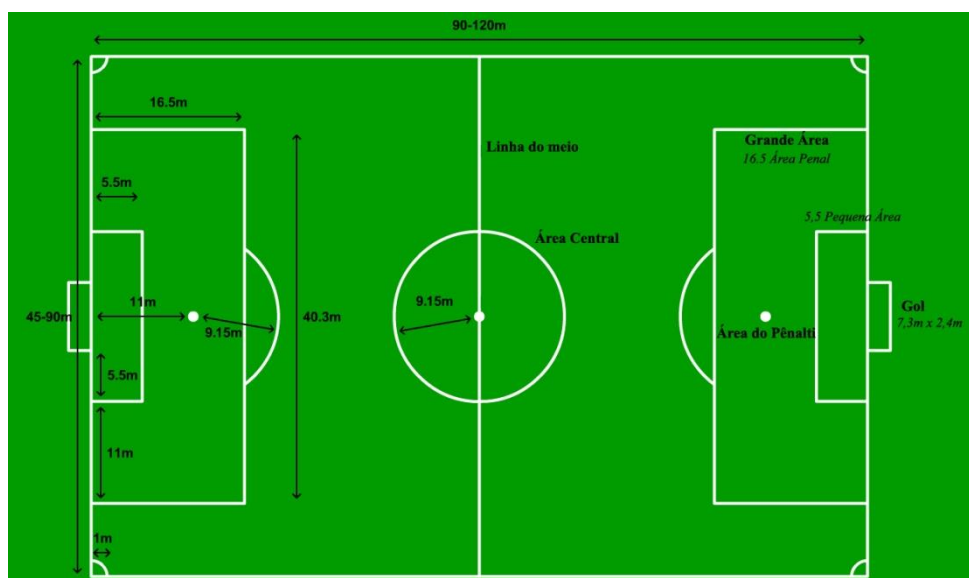 90-120m
16.5m
Linha do meio
Grande Área
16.5 Área Penal
5.5m
5,5 Pequena Área
Área Central
11m
9.15m
Gol
45-90m
40.3m
7,3m x 2,4m
9.15m
Área do Pênalti
5.5m
11m
1m